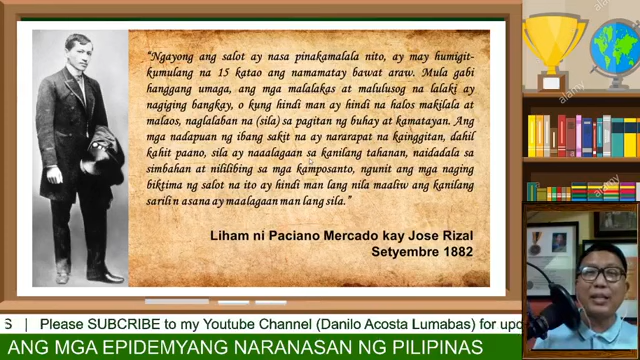 “Ngayong ang salot ay nasa pinakamalala nito, ay may humigit-
kumulang na 15 katao ang namamatay bawat araw. Mula gabi
hanggang umaga, ang mga malalakas at malulusog na lalaki ay
nagiging bangkay, o kung hindi man ay hindi na halos makilala at
malaos, naglalaban na (sila) sa pagitan ng buhay at kamatayan. Ang
mga nadapuan ng ibang sakit na ay nararapat na kainggitan, dahil
kahit paano, sila ay naaalagaan sa kanilang tahanan, naidadala sa
simbahan at nililibing sa mga kamposanto, ngunit ang mga naging
biktima ng salot na ito ay hindi man lang nila maaliw ang kanilang
sarili n asana ay maalagaan man lang sila.”
Liham ni Paciano Mercado kay Jose Rizal
Setyembre 1882
alamy
alamy
alamy
S | Please SUBCRIBE to my Youtube Channel (Danilo Acosta Lumabas) for upd
ANG MGA EPIDEMYANG NARANASAN NG PILIPINAS